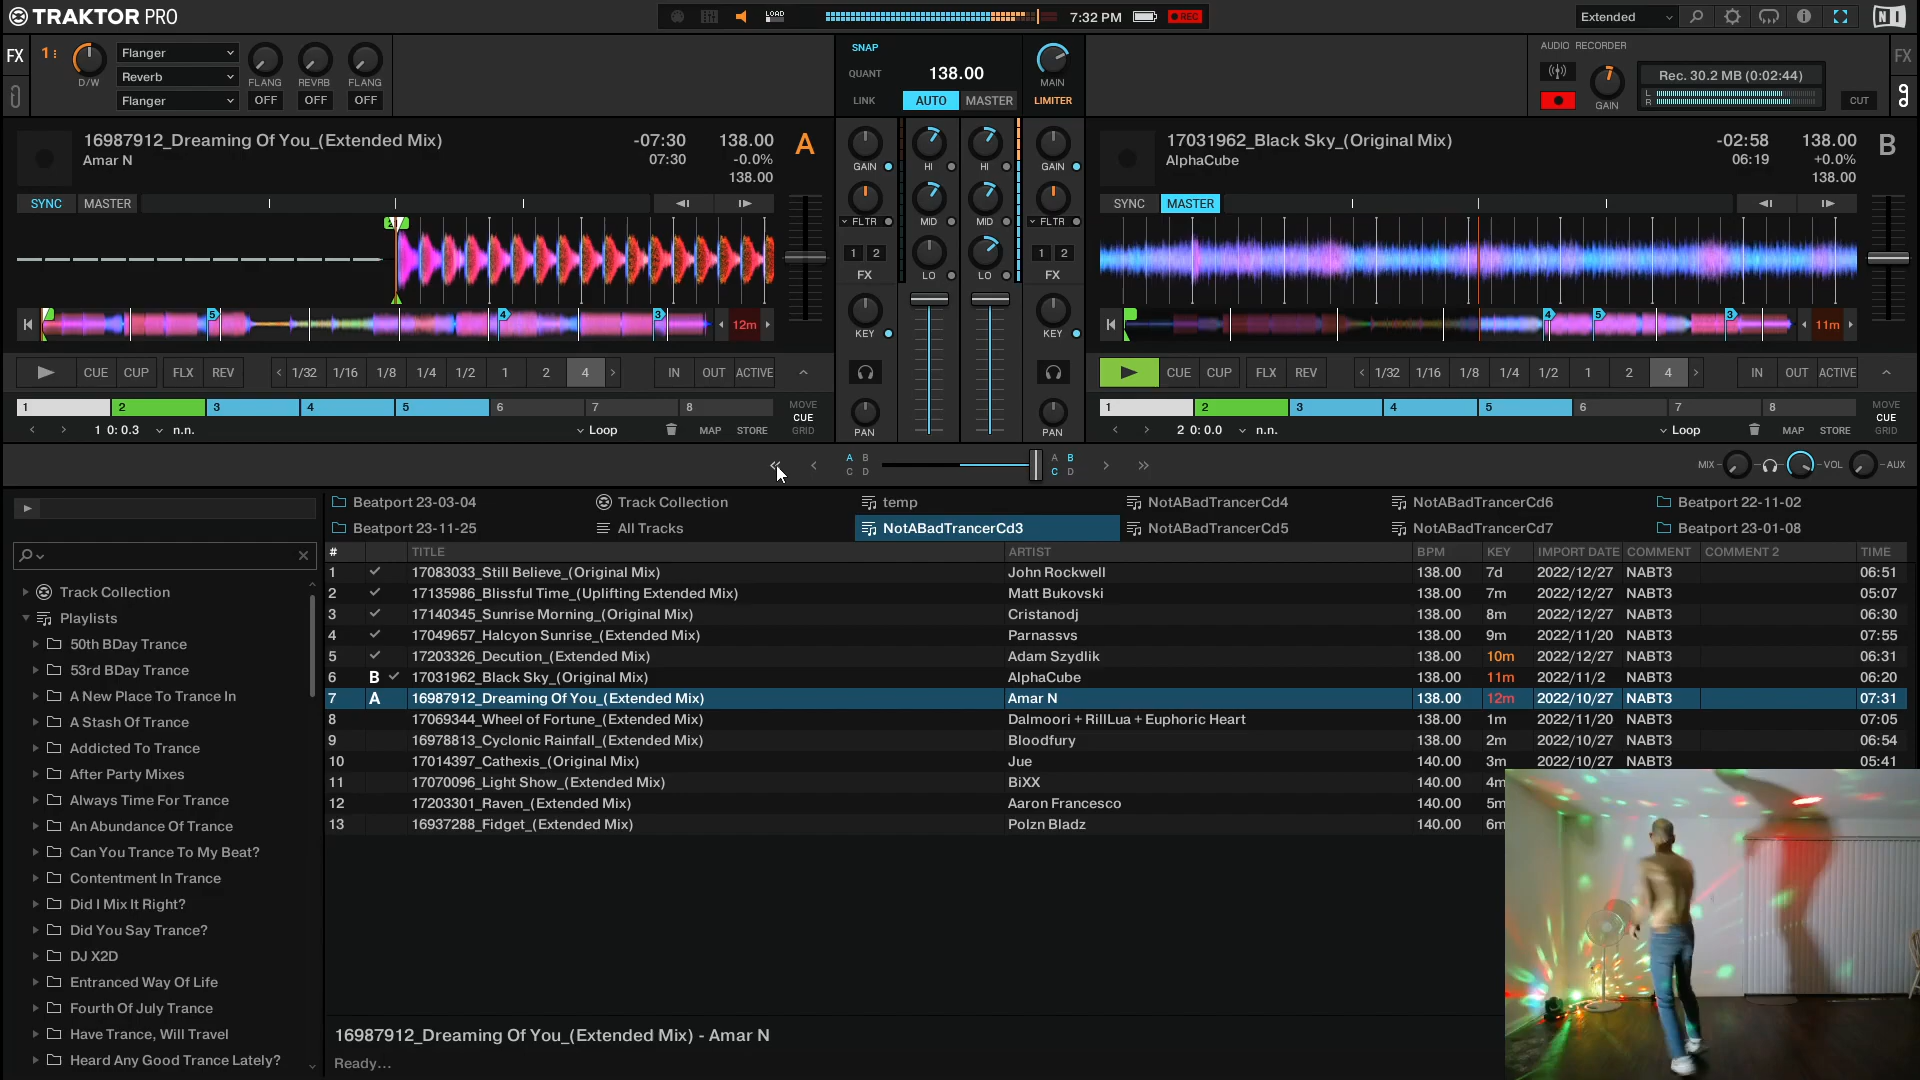 TRAKTOR PRO
LOAD
7:32 PM
REC
Extended
FX
1
D/W
Flanger
Reverb
Flanger
FLANG
REVRB
FLANG
OFF
OFF
OFF
SNAP
QUANT
LINK
138.00
AUTO
MASTER
MAIN
LIMITER
AUDIO RECORDER
GAIN
Rec. 30.2 MB (0:02:44)
L
R
CUT
FX
16987912_Dreaming Of You_(Extended Mix)
Amar N
-07:30
07:30
138.00
-0.0%
138.00
A
SYNC
MASTER
5
4
3
12m
CUE
CUP
FLX
REV
1/32
1/16
1/8
1/4
1/2
1
2
4
IN
OUT
ACTIVE
1
2
3
4
5
6
7
8
MOVE
CUE
GRID
1 0: 0.3
n.n.
Loop
MAP
STORE
GAIN
HI
HI
GAIN
FLTR
MID
MID
FLTR
1
2
1
2
FX
LO
LO
FX
KEY
KEY
PAN
PAN
17031962_Black Sky_(Original Mix)
AlphaCube
-02:58
06:19
138.00
+0.0%
138.00
B
SYNC
MASTER
4
5
3
11m
CUE
CUP
FLX
REV
1/32
1/16
1/8
1/4
1/2
1
2
4
IN
OUT
ACTIVE
1
2
3
4
5
6
7
8
MOVE
CUE
GRID
2 0: 0.0
n.n.
Loop
MAP
STORE
A B
C D
A B
C D
MIX
VOL
AUX
Beatport 23-03-04
Track Collection
temp
NotABadTrancerCd4
NotABadTrancerCd6
Beatport 22-11-02
Beatport 23-11-25
All Tracks
NotABadTrancerCd3
NotABadTrancerCd5
NotABadTrancerCd7
Beatport 23-01-08
Track Collection
Playlists
50th BDay Trance
53rd BDay Trance
A New Place To Trance In
A Stash Of Trance
Addicted To Trance
After Party Mixes
Always Time For Trance
An Abundance Of Trance
Can You Trance To My Beat?
Contentment In Trance
Did I Mix It Right?
Did You Say Trance?
DJ X2D
Entranced Way Of Life
Fourth Of July Trance
Have Trance, Will Travel
Heard Any Good Trance Lately?
# TITLE ARTIST BPM KEY IMPORT DATE COMMENT COMMENT 2 TIME
1 17083033_Still Believe_(Original Mix) John Rockwell 138.00 7d 2022/12/27 NABT3 06:51
2 17135986_Blissful Time_(Uplifting Extended Mix) Matt Bukovski 138.00 7m 2022/12/27 NABT3 05:07
3 17140345_Sunrise Morning_(Original Mix) Cristanodj 138.00 8m 2022/12/27 NABT3 06:30
4 17049657_Halcyon Sunrise_(Extended Mix) Parnassvs 138.00 9m 2022/11/20 NABT3 07:55
5 17203326_Decution_(Extended Mix) Adam Szydlik 138.00 10m 2022/12/27 NABT3 06:31
6 B 17031962_Black Sky_(Original Mix) AlphaCube 138.00 11m 2022/11/2 NABT3 06:20
7 A 16987912_Dreaming Of You_(Extended Mix) Amar N 138.00 12m 2022/10/27 NABT3 07:31
8 17069344_Wheel of Fortune_(Extended Mix) Dalmoori + RillLua + Euphoric Heart 138.00 1m 2022/11/20 NABT3 07:05
9 16978813_Cyclonic Rainfall_(Extended Mix) Bloodfury 138.00 2m 2022/10/27 NABT3 06:54
10 17014397_Cathexis_(Original Mix) Jue 140.00 3m 2022/10/27 NABT3 05:41
11 17070096_Light Show_(Extended Mix) BiXX 140.00 4m
12 17203301_Raven_(Extended Mix) Aaron Francesco 140.00 5m
13 16937288_Fidget_(Extended Mix) Polzn Bladz 140.00 6m
16987912_Dreaming Of You_(Extended Mix) - Amar N
Ready...